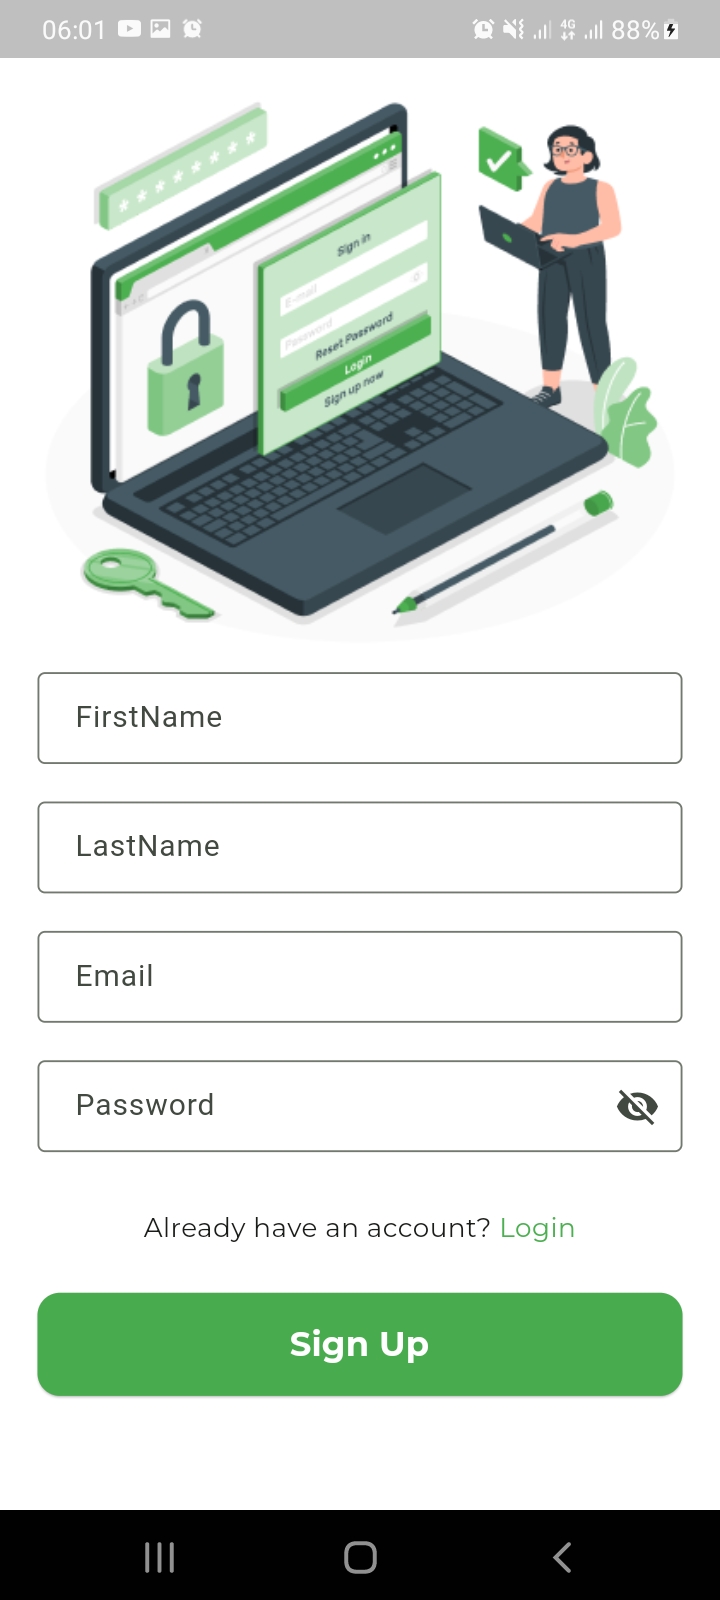 06:01 4G 88%
* * * * * * * *
Sign in
E-mail
Password
Reset Password
Login
Sign up now
FirstName
LastName
Email
Password
Already have an account? Login
Sign Up